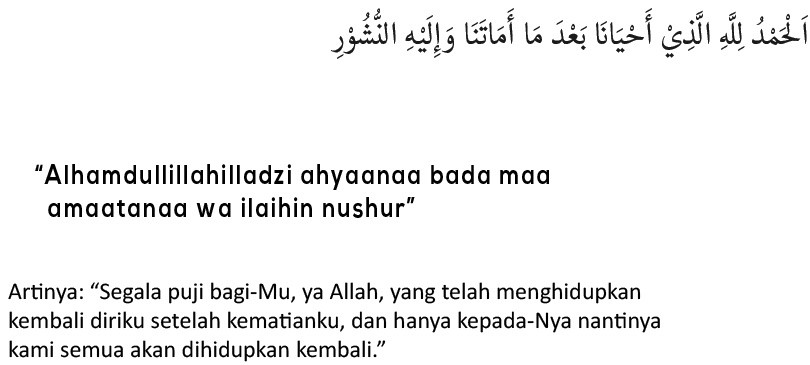 اَلْحَمْدُ لِلَّهِ الَّذِيْ أَحْيَانَا بَعْدَ مَا أَمَاتَنَا وَإِلَيْهِ النُّشُوْرِ
“Alhamdullillahilladzi ahyaanaa bada maa
amaatanaa wa ilaihin nushur”
Artinya: “Segala puji bagi-Mu, ya Allah, yang telah menghidupkan
kembali diriku setelah kematianku, dan hanya kepada-Nya nantinya
kami semua akan dihidupkan kembali.”